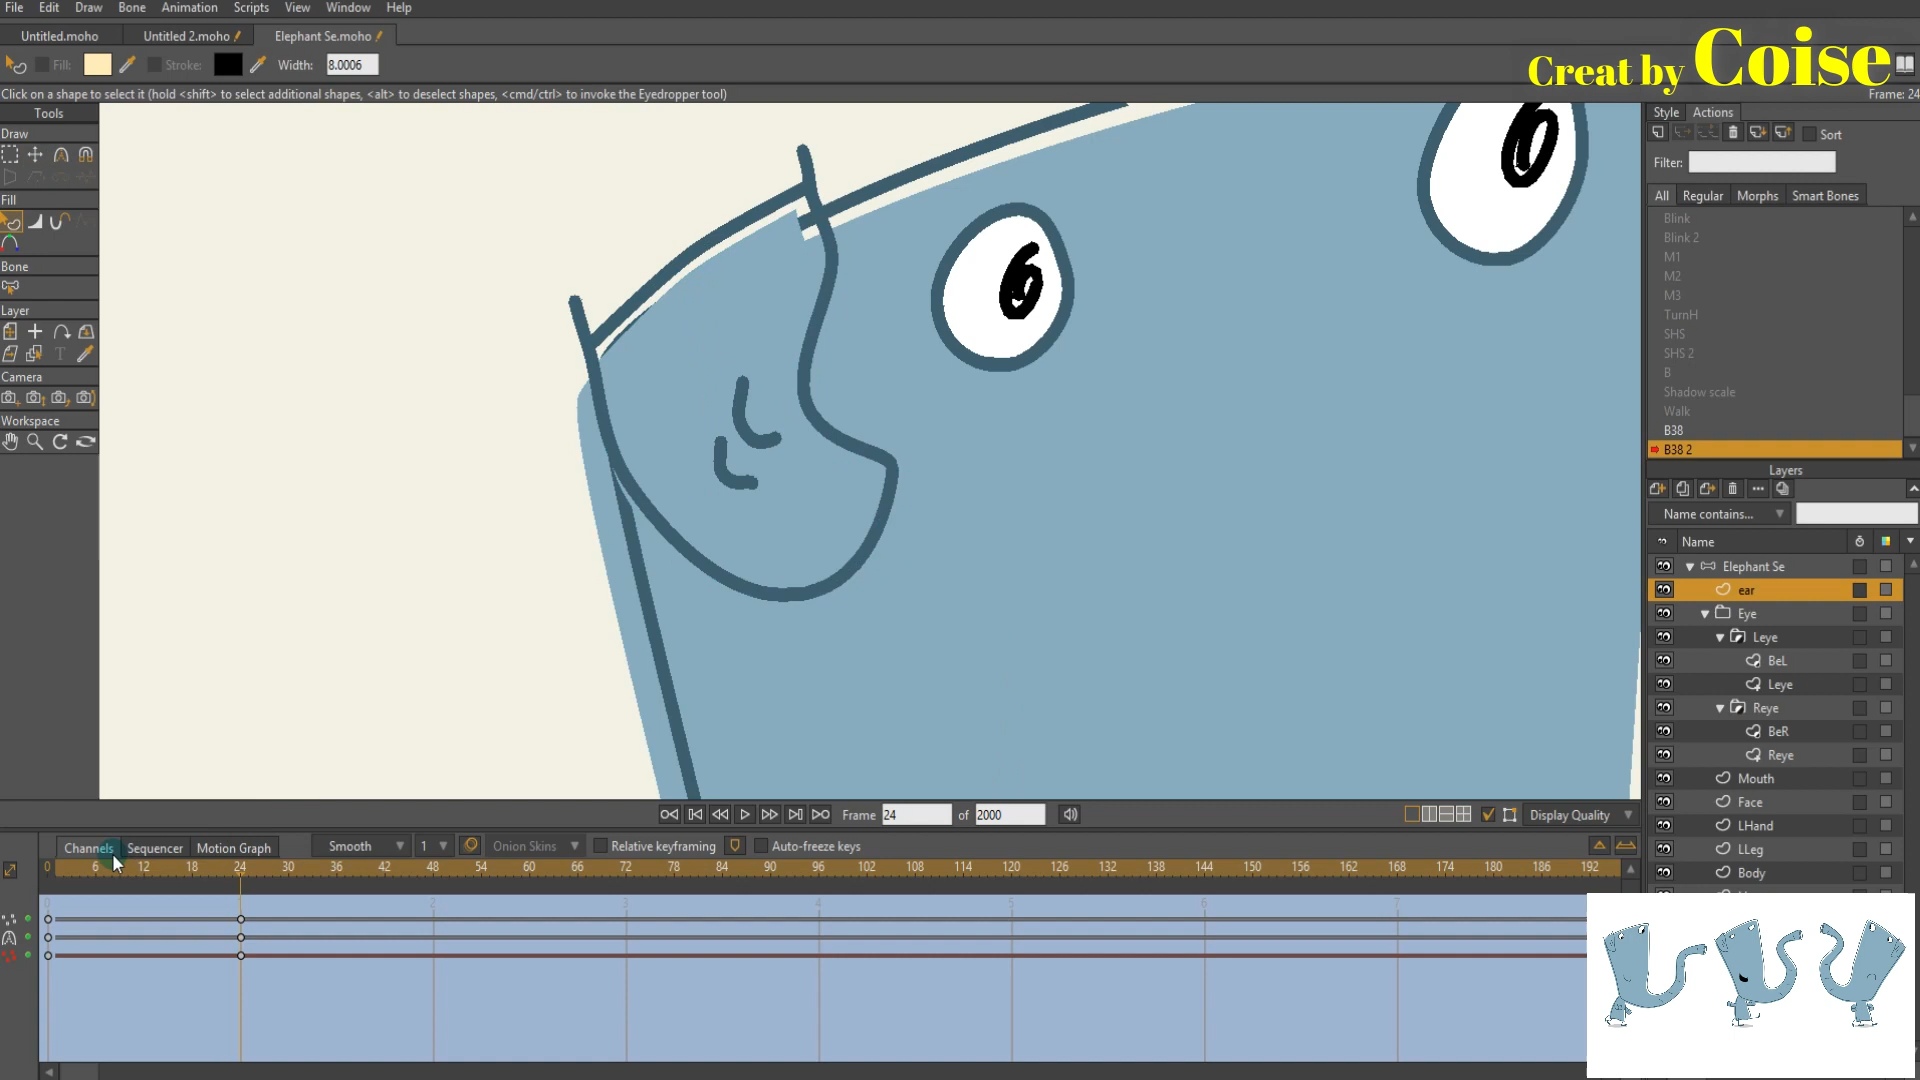 File Edit Draw Bone Animation Scripts View Window Help
Untitled.moho Untitled 2.moho Elephant Se.moho
Creat by Coise
Fill: Stroke: Width: 8.0006
Click on a shape to select it (hold <shift> to select additional shapes, <alt> to deselect shapes, <cmd/ctrl> to invoke the Eyedropper tool)
Frame: 24
Tools
Draw
Fill
Bone
Layer
Camera
Workspace
Style Actions
Sort
Filter:
All Regular Morphs Smart Bones
Blink
Blink 2
M1
M2
M3
TurnH
SHS
SHS 2
B
Shadow scale
Walk
B38
B38 2
Layers
Name contains...
Name
Elephant Se
ear
Eye
Leye
BeL
Leye
Reye
BeR
Reye
Mouth
Face
LHand
LLeg
Body
Frame 24 of 2000
Display Quality
Channels Sequencer Motion Graph Smooth 1 Onion Skins Relative keyframing Auto-freeze keys
0 6 12 18 24 30 36 42 48 54 60 66 72 78 84 90 96 102 108 114 120 126 132 138 144 150 156 162 168 174 180 186 192
0 2 3 4 5 6 7